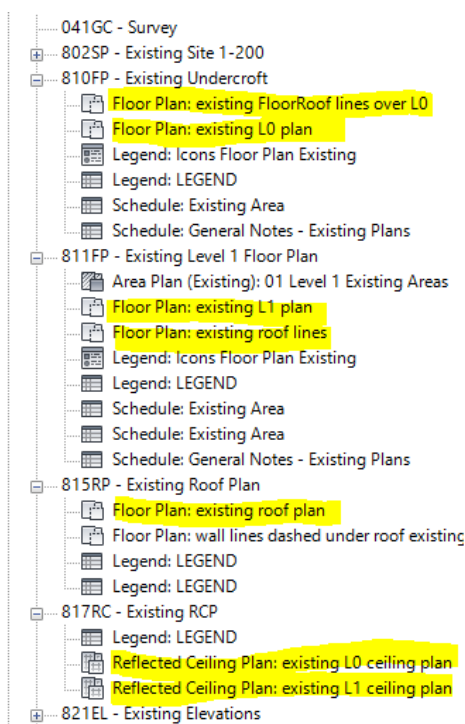 041GC - Survey
802SP - Existing Site 1-200
810FP - Existing Undercroft
Floor Plan: existing FloorRoof lines over L0
Floor Plan: existing L0 plan
Legend: Icons Floor Plan Existing
Legend: LEGEND
Schedule: Existing Area
Schedule: General Notes - Existing Plans
811FP - Existing Level 1 Floor Plan
Area Plan (Existing): 01 Level 1 Existing Areas
Floor Plan: existing L1 plan
Floor Plan: existing roof lines
Legend: Icons Floor Plan Existing
Legend: LEGEND
Schedule: Existing Area
Schedule: Existing Area
Schedule: General Notes - Existing Plans
815RP - Existing Roof Plan
Floor Plan: existing roof plan
Floor Plan: wall lines dashed under roof existing
Legend: LEGEND
Legend: LEGEND
817RC - Existing RCP
Legend: LEGEND
Reflected Ceiling Plan: existing L0 ceiling plan
Reflected Ceiling Plan: existing L1 ceiling plan
821EL - Existing Elevations